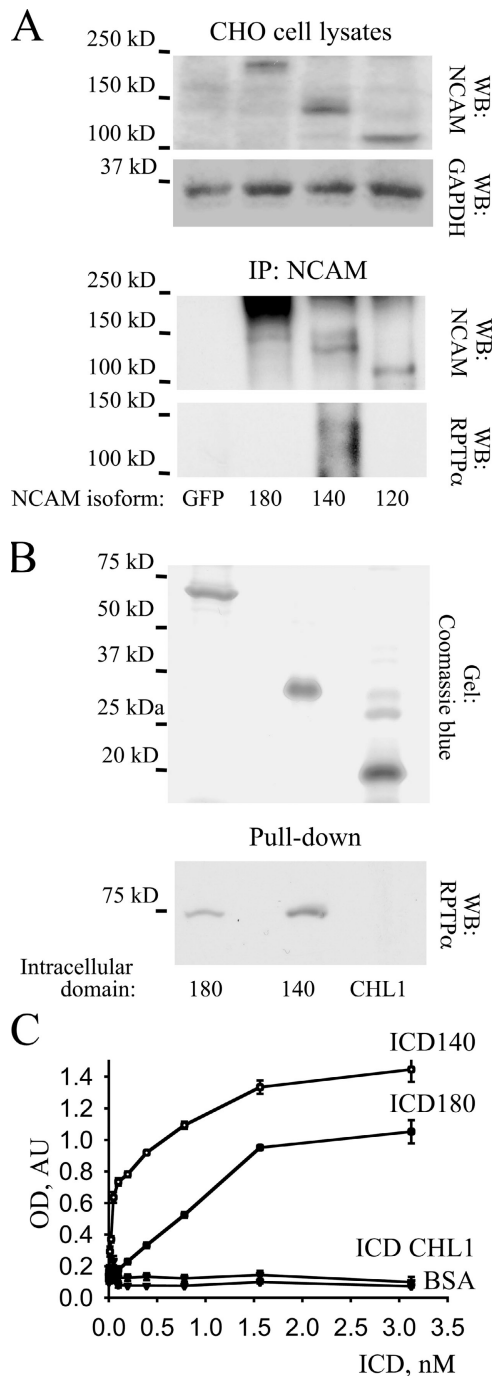 A
CHO cell lysates
250 kD
150 kD
100 kD
WB:
NCAM
37 kD
WB:
GAPDH
IP: NCAM
250 kD
150 kD
100 kD
WB:
NCAM
150 kD
100 kD
WB:
RPTPα
NCAM isoform: GFP 180 140 120
B
75 kD
50 kD
37 kD
25 kDa
20 kD
Gel:
Coomassie blue
Pull-down
75 kD
WB:
RPTPα
Intracellular
domain: 180 140 CHL1
C
ICD140
ICD180
ICD CHL1
BSA
OD, AU
1.4
1.2
1.0
0.8
0.6
0.4
0.2
0.0
0.0 0.5 1.0 1.5 2.0 2.5 3.0 3.5
ICD, nM